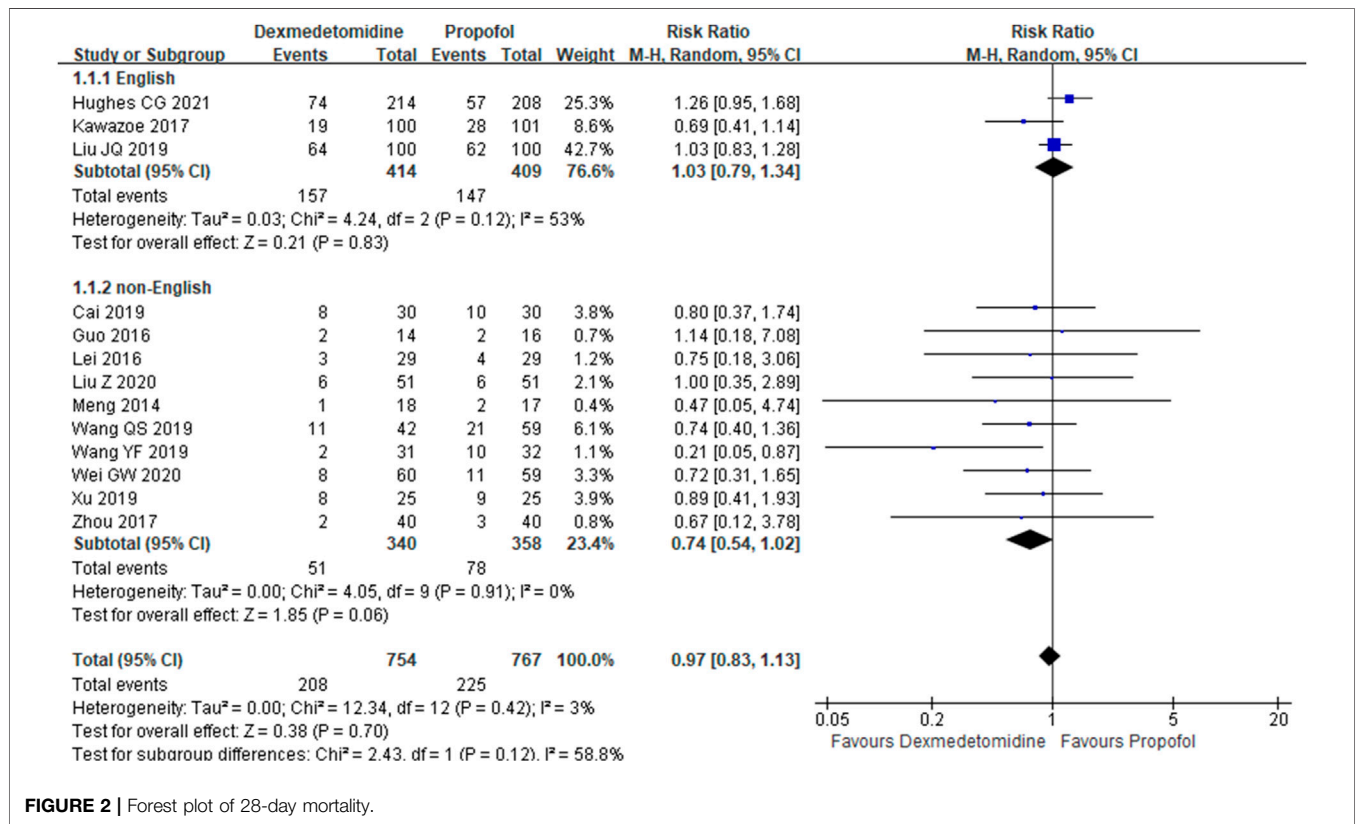 Dexmedetomidine Propofol Risk Ratio Risk Ratio
Study or Subgroup Events Total Events Total Weight M-H, Random, 95% CI M-H, Random, 95% CI
1.1.1 English
Hughes CG 2021 74 214 57 208 25.3% 1.26 [0.95, 1.68]
Kawazoe 2017 19 100 28 101 8.6% 0.69 [0.41, 1.14]
Liu JQ 2019 64 100 62 100 42.7% 1.03 [0.83, 1.28]
Subtotal (95% CI) 414 409 76.6% 1.03 [0.79, 1.34]
Total events 157 147
Heterogeneity: Tau² = 0.03; Chi² = 4.24, df = 2 (P = 0.12); I² = 53%
Test for overall effect: Z = 0.21 (P = 0.83)
1.1.2 non-English
Cai 2019 8 30 10 30 3.8% 0.80 [0.37, 1.74]
Guo 2016 2 14 2 16 0.7% 1.14 [0.18, 7.08]
Lei 2016 3 29 4 29 1.2% 0.75 [0.18, 3.06]
Liu Z 2020 6 51 6 51 2.1% 1.00 [0.35, 2.89]
Meng 2014 1 18 2 17 0.4% 0.47 [0.05, 4.74]
Wang QS 2019 11 42 21 59 6.1% 0.74 [0.40, 1.36]
Wang YF 2019 2 31 10 32 1.1% 0.21 [0.05, 0.87]
Wei GW 2020 8 60 11 59 3.3% 0.72 [0.31, 1.65]
Xu 2019 8 25 9 25 3.9% 0.89 [0.41, 1.93]
Zhou 2017 2 40 3 40 0.8% 0.67 [0.12, 3.78]
Subtotal (95% CI) 340 358 23.4% 0.74 [0.54, 1.02]
Total events 51 78
Heterogeneity: Tau² = 0.00; Chi² = 4.05, df = 9 (P = 0.91); I² = 0%
Test for overall effect: Z = 1.85 (P = 0.06)
Total (95% CI) 754 767 100.0% 0.97 [0.83, 1.13]
Total events 208 225
Heterogeneity: Tau² = 0.00; Chi² = 12.34, df = 12 (P = 0.42); I² = 3%
Test for overall effect: Z = 0.38 (P = 0.70)
Test for subgroup differences: Chi² = 2.43, df = 1 (P = 0.12), I² = 58.8%
0.05 0.2 1 5 20
Favours Dexmedetomidine Favours Propofol
FIGURE 2 | Forest plot of 28-day mortality.